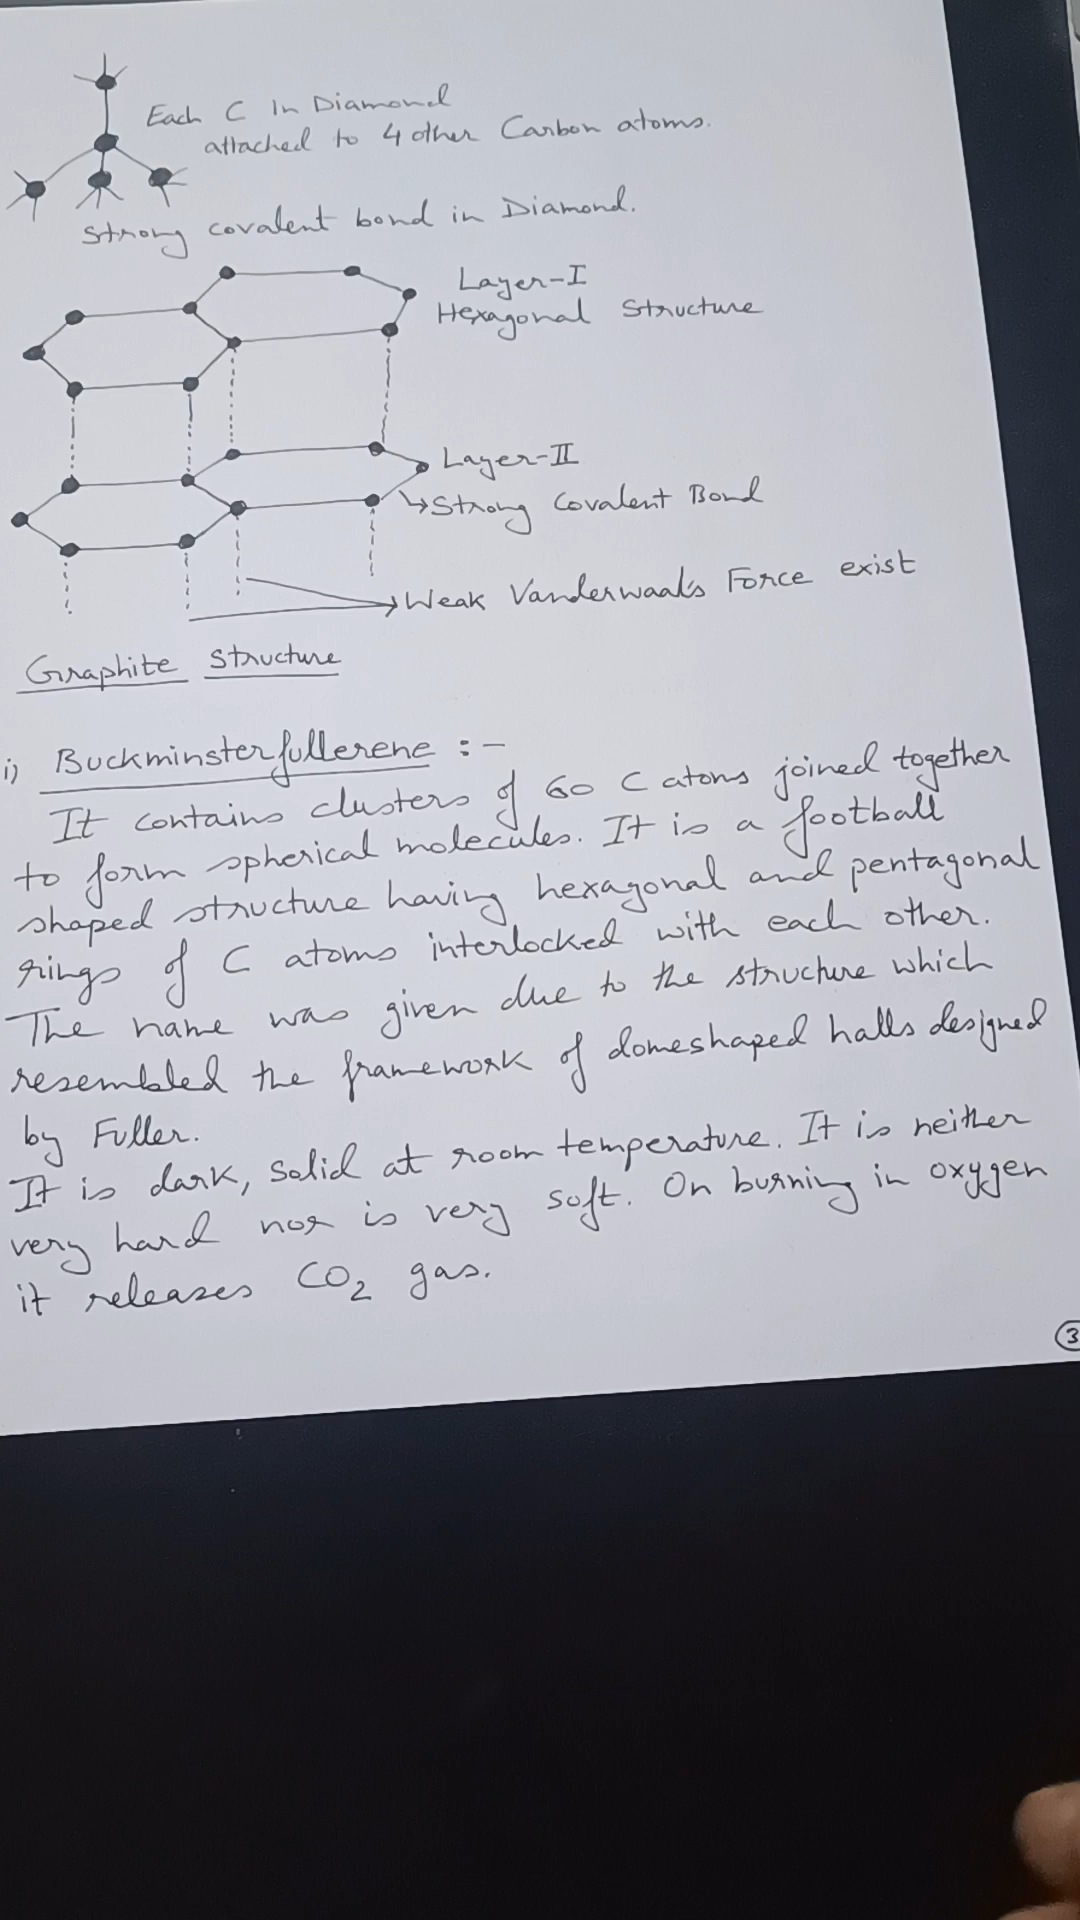 Each C in Diamond
attached to 4 other Carbon atoms.
Strong covalent bond in Diamond.
Layer-I
Hexagonal Structure
Layer-II
↳Strong Covalent Bond
→Weak Vanderwaal's Force exist
Graphite Structure
i) Buckminsterfullerene :-
It contains clusters of 60 C atoms joined together
to form spherical molecules. It is a football
shaped structure having hexagonal and pentagonal
rings of C atoms interlocked with each other.
The name was given due to the structure which
resembled the framework of domeshaped halls designed
by Fuller.
It is dark, solid at room temperature. It is neither
very hard nor is very soft. On burning in oxygen
it releases CO₂ gas.
3